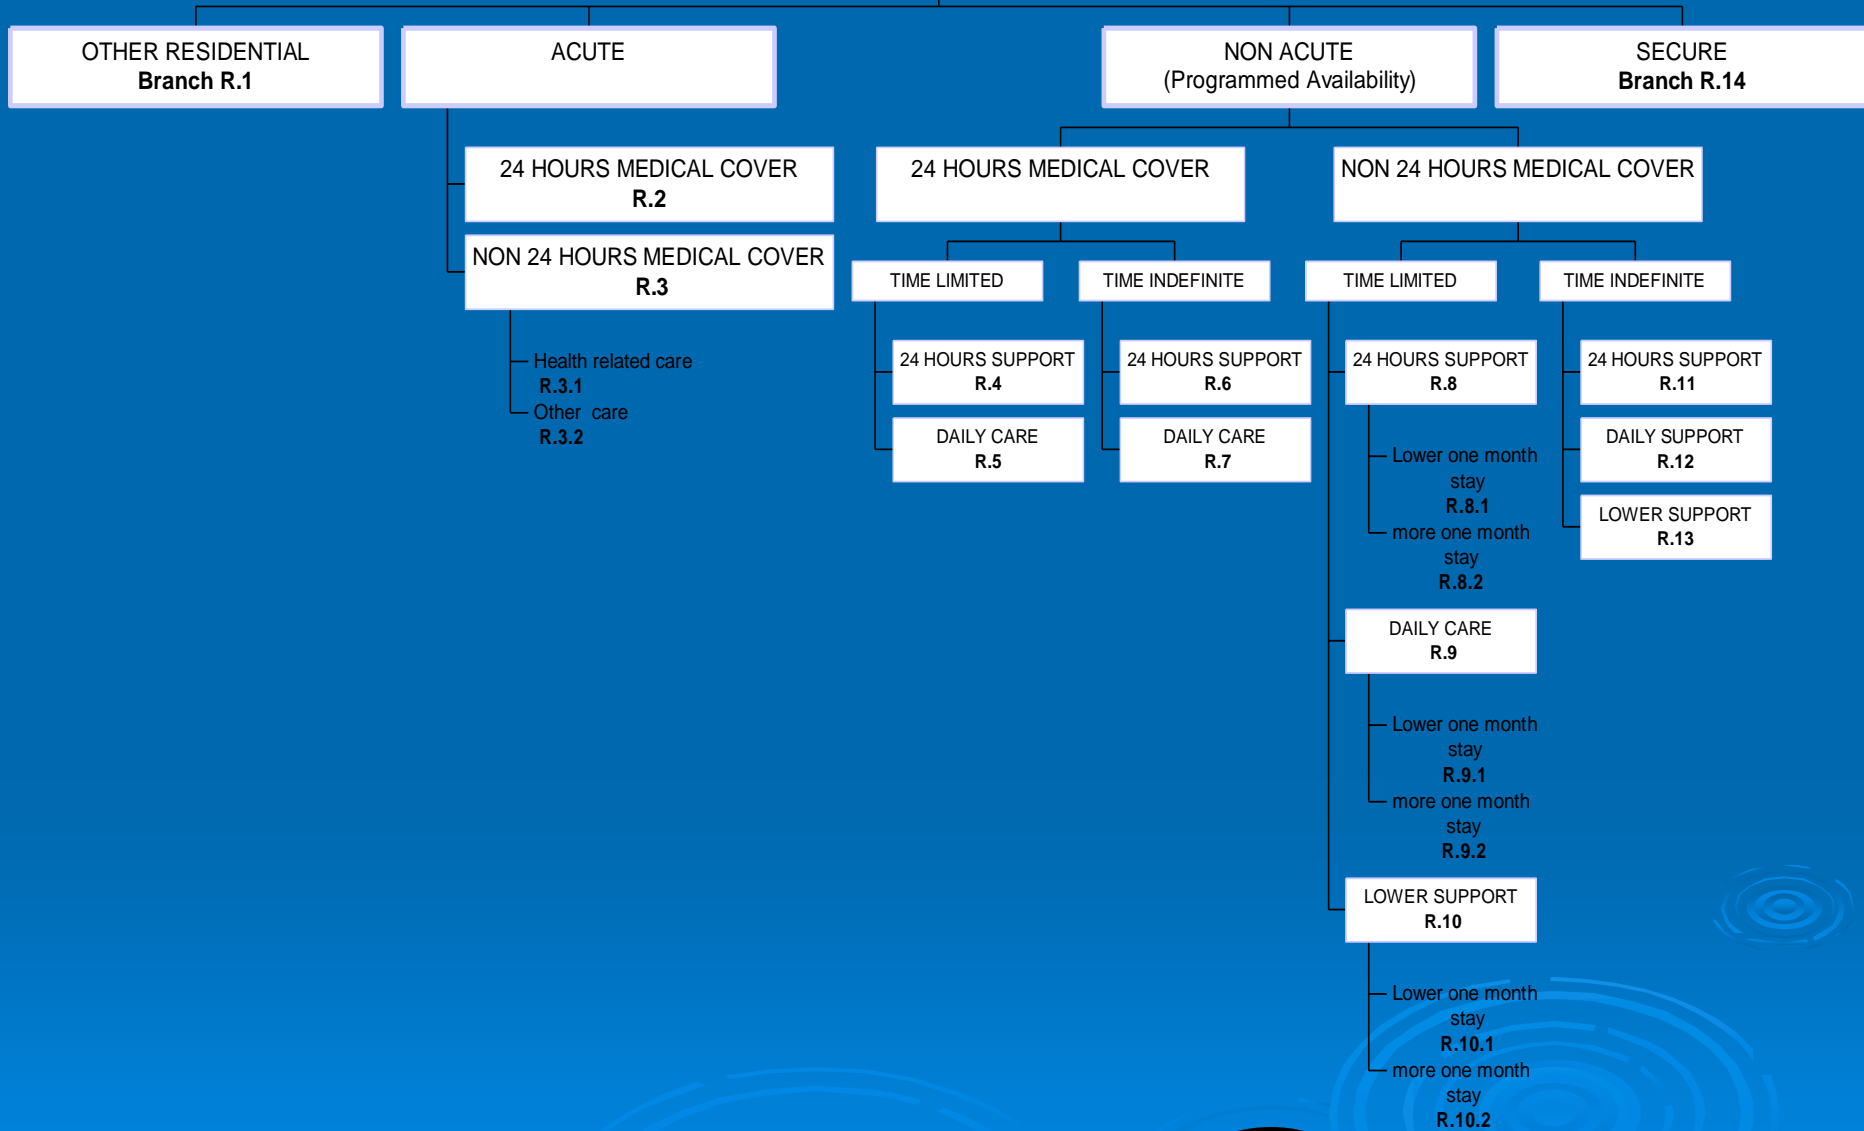 OTHER RESIDENTIAL
Branch R.1
ACUTE
NON ACUTE
(Programmed Availability)
SECURE
Branch R.14
24 HOURS MEDICAL COVER
R.2
NON 24 HOURS MEDICAL COVER
R.3
Health related care
R.3.1
Other care
R.3.2
24 HOURS MEDICAL COVER
NON 24 HOURS MEDICAL COVER
TIME LIMITED
TIME INDEFINITE
TIME LIMITED
TIME INDEFINITE
24 HOURS SUPPORT
R.4
DAILY CARE
R.5
24 HOURS SUPPORT
R.6
DAILY CARE
R.7
24 HOURS SUPPORT
R.8
Lower one month
stay
R.8.1
more one month
stay
R.8.2
DAILY CARE
R.9
Lower one month
stay
R.9.1
more one month
stay
R.9.2
LOWER SUPPORT
R.10
Lower one month
stay
R.10.1
more one month
stay
R.10.2
24 HOURS SUPPORT
R.11
DAILY SUPPORT
R.12
LOWER SUPPORT
R.13